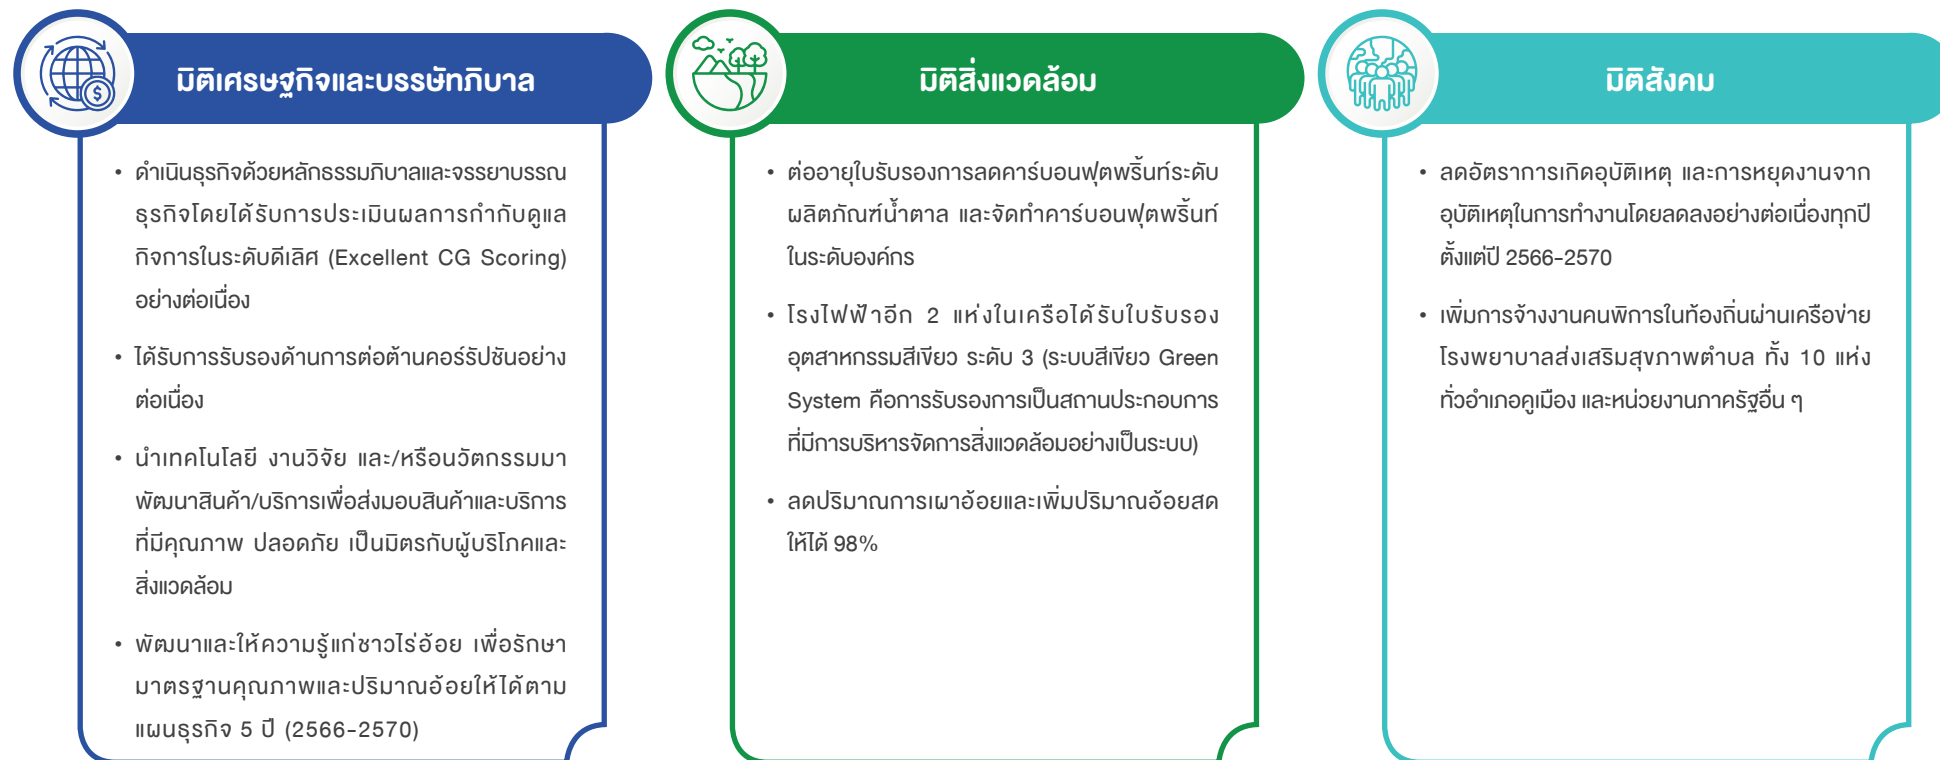 มิติเศรษฐกิจและบรรษัทภิบาล
• ดำเนินธุรกิจด้วยหลักธรรมาภิบาลและจรรยาบรรณ
ธุรกิจโดยได้รับการประเมินผลการกำกับดูแล
กิจการในระดับดีเลิศ (Excellent CG Scoring)
อย่างต่อเนื่อง
• ได้รับการรับรองด้านการต่อต้านคอร์รัปชันอย่าง
ต่อเนื่อง
• นำเทคโนโลยี งานวิจัย และ/หรือนวัตกรรมมา
พัฒนาสินค้า/บริการเพื่อส่งมอบสินค้าและบริการ
ที่มีคุณภาพ ปลอดภัย เป็นมิตรกับผู้บริโภคและ
สิ่งแวดล้อม
• พัฒนาและให้ความรู้แก่ชาวไร่อ้อย เพื่อรักษา
มาตรฐานคุณภาพและปริมาณอ้อยให้ได้ตาม
แผนธุรกิจ 5 ปี (2566-2570)
มิติสิ่งแวดล้อม
• ต่ออายุใบรับรองการลดคาร์บอนฟุตพริ้นท์ระดับ
ผลิตภัณฑ์น้ำตาล และจัดทำคาร์บอนฟุตพริ้นท์
ในระดับองค์กร
• โรงไฟฟ้าอีก 2 แห่งในเครือได้รับใบรับรอง
อุตสาหกรรมสีเขียว ระดับ 3 (ระบบสีเขียว Green
System คือการรับรองการเป็นสถานประกอบการ
ที่มีการบริหารจัดการสิ่งแวดล้อมอย่างเป็นระบบ)
• ลดปริมาณการเผาอ้อยและเพิ่มปริมาณอ้อยสด
ให้ได้ 98%
มิติสังคม
• ลดอัตราการเกิดอุบัติเหตุ และการหยุดงานจาก
อุบัติเหตุในการทำงานโดยลดลงอย่างต่อเนื่องทุกปี
ตั้งแต่ปี 2566-2570
• เพิ่มการจ้างงานคนพิการในท้องถิ่นผ่านเครือข่าย
โรงพยาบาลส่งเสริมสุขภาพตำบล ทั้ง 10 แห่ง
ทั่วอำเภอคูเมือง และหน่วยงานภาครัฐอื่น ๆ